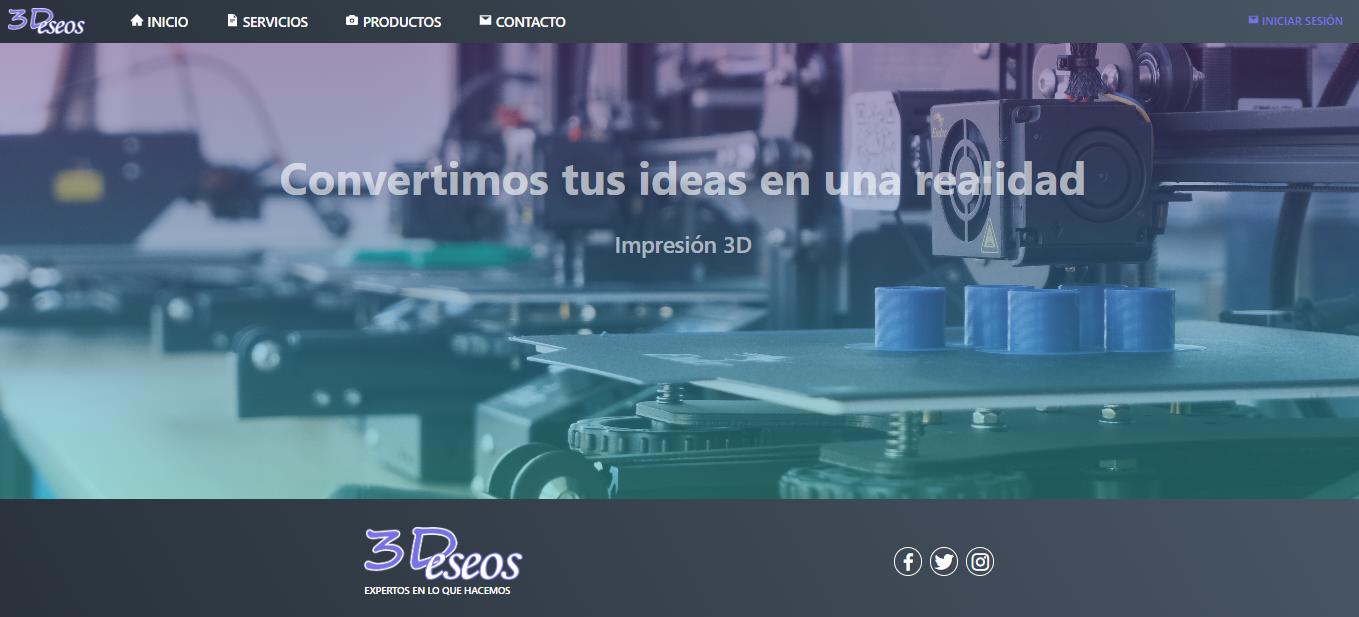 3Deseos
INICIO
SERVICIOS
PRODUCTOS
CONTACTO
INICIAR SESIÓN
Convertimos tus ideas en una realidad
Impresión 3D
3Deseos
EXPERTOS EN LO QUE HACEMOS